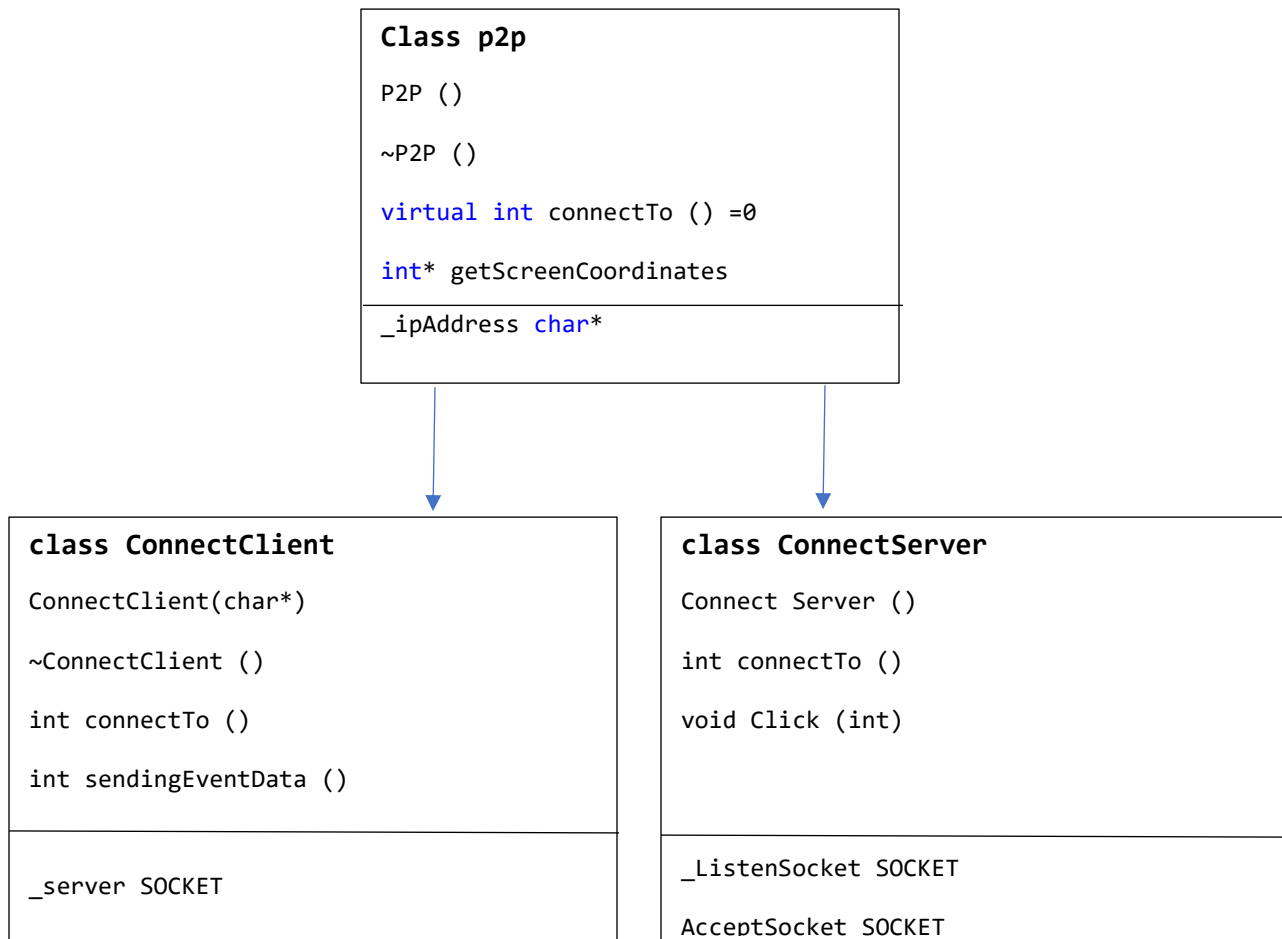 Class p2p
P2P ()
~P2P ()
virtual int connectTo () =0
int* getScreenCoordinates
_ipAddress char*
class ConnectClient
ConnectClient(char*)
~ConnectClient ()
int connectTo ()
int sendingEventData ()
_server SOCKET
class ConnectServer
Connect Server ()
int connectTo ()
void Click (int)
_ListenSocket SOCKET
AcceptSocket SOCKET